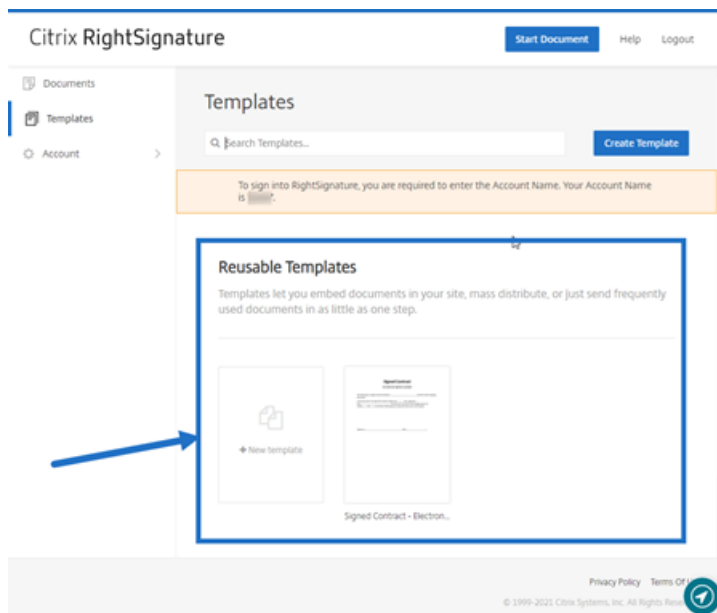 Citrix RightSignature
Start Document
Help
Logout
Documents
Templates
Account
Templates
Search Templates...
Create Template
To sign into RightSignature, you are required to enter the Account Name. Your Account Name
is
Reusable Templates
Templates let you embed documents in your site, mass distribute, or just send frequently
used documents in as little as one step.
+ New template
Signed Contract
Signed Contract - Electron...
Privacy Policy
Terms Of
© 1999-2021 Citrix Systems, Inc. All Rights